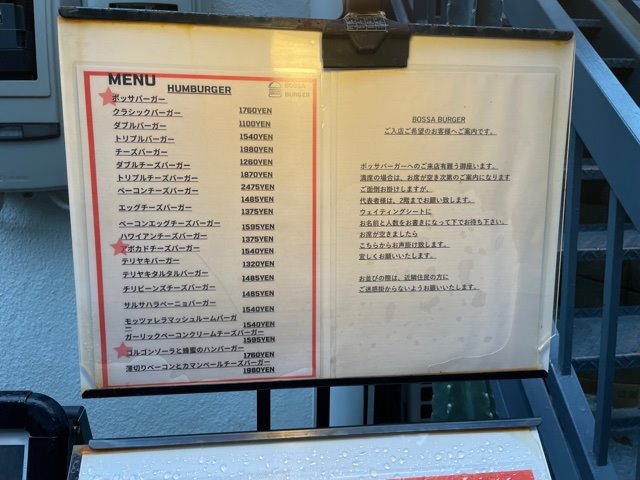 MENU
HUMBURGER
BOSSA
BURGER
ボッサバーガー 1760YEN
クラシックバーガー 1100YEN
ダブルバーガー 1540YEN
トリプルバーガー 1980YEN
チーズバーガー 1260YEN
ダブルチーズバーガー 1870YEN
トリプルチーズバーガー 2475YEN
ベーコンチーズバーガー 1485YEN
エッグチーズバーガー 1375YEN
ベーコンエッグチーズバーガー 1595YEN
ハワイアンチーズバーガー 1375YEN
アボカドチーズバーガー 1540YEN
テリヤキバーガー 1320YEN
テリヤキタルタルバーガー 1485YEN
チリビーンズチーズバーガー 1485YEN
サルサハラペーニョバーガー 1540YEN
モッツァレラマッシュルームバーガ
ー 1540YEN
ガーリックベーコンクリームチーズバーガー
1595YEN
ゴルゴンゾーラと蜂蜜のハンバーガー 1760YEN
深切りベーコンとカマンベールチーズバーガー
1980YEN
BOSSA BURGER
ご入店ご希望のお客様へご案内です。
ボッサバーガーへのご来店有難う御座います。
満席の場合は、お席が空き次第のご案内になります
ご面倒お掛けしますが、
代表者様は、2階までお願い致します。
ウェイティングシートに
お名前と人数をお書きになって下でお待ち下さい。
お席が空きましたら
こちらからお声掛け致します。
宜しくお願いいたします。
お並びの際は、近隣住民の方に
ご迷惑掛からないようお願いいたします。